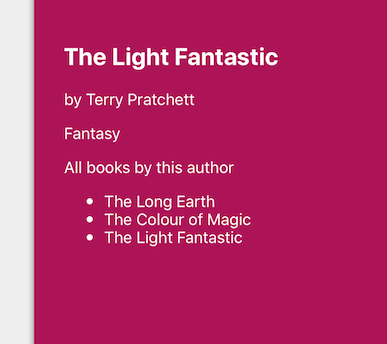 The Light Fantastic
by Terry Pratchett
Fantasy
All books by this author
The Long Earth
The Colour of Magic
The Light Fantastic